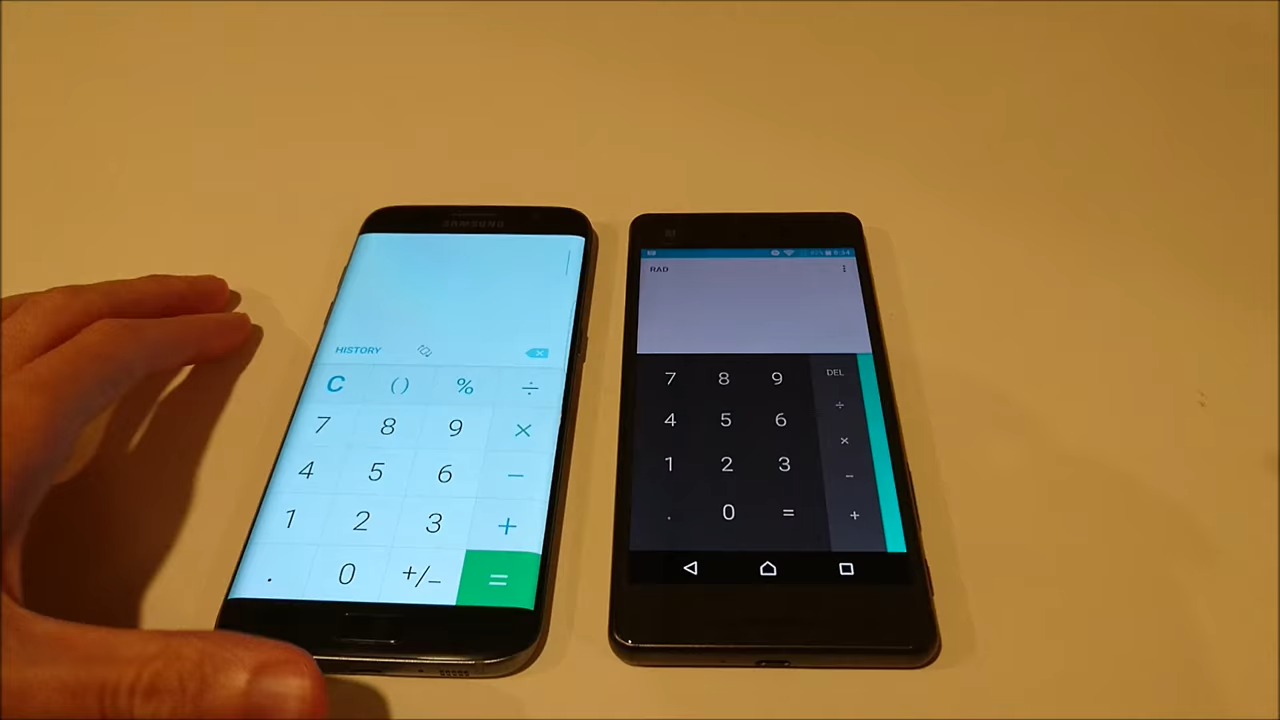 SAMSUNG
HISTORY
C ( ) % ÷
7 8 9 ×
4 5 6 −
1 2 3 +
. 0 +/− =
RAD
7 8 9 DEL
÷
4 5 6
×
1 2 3
−
. 0 = +